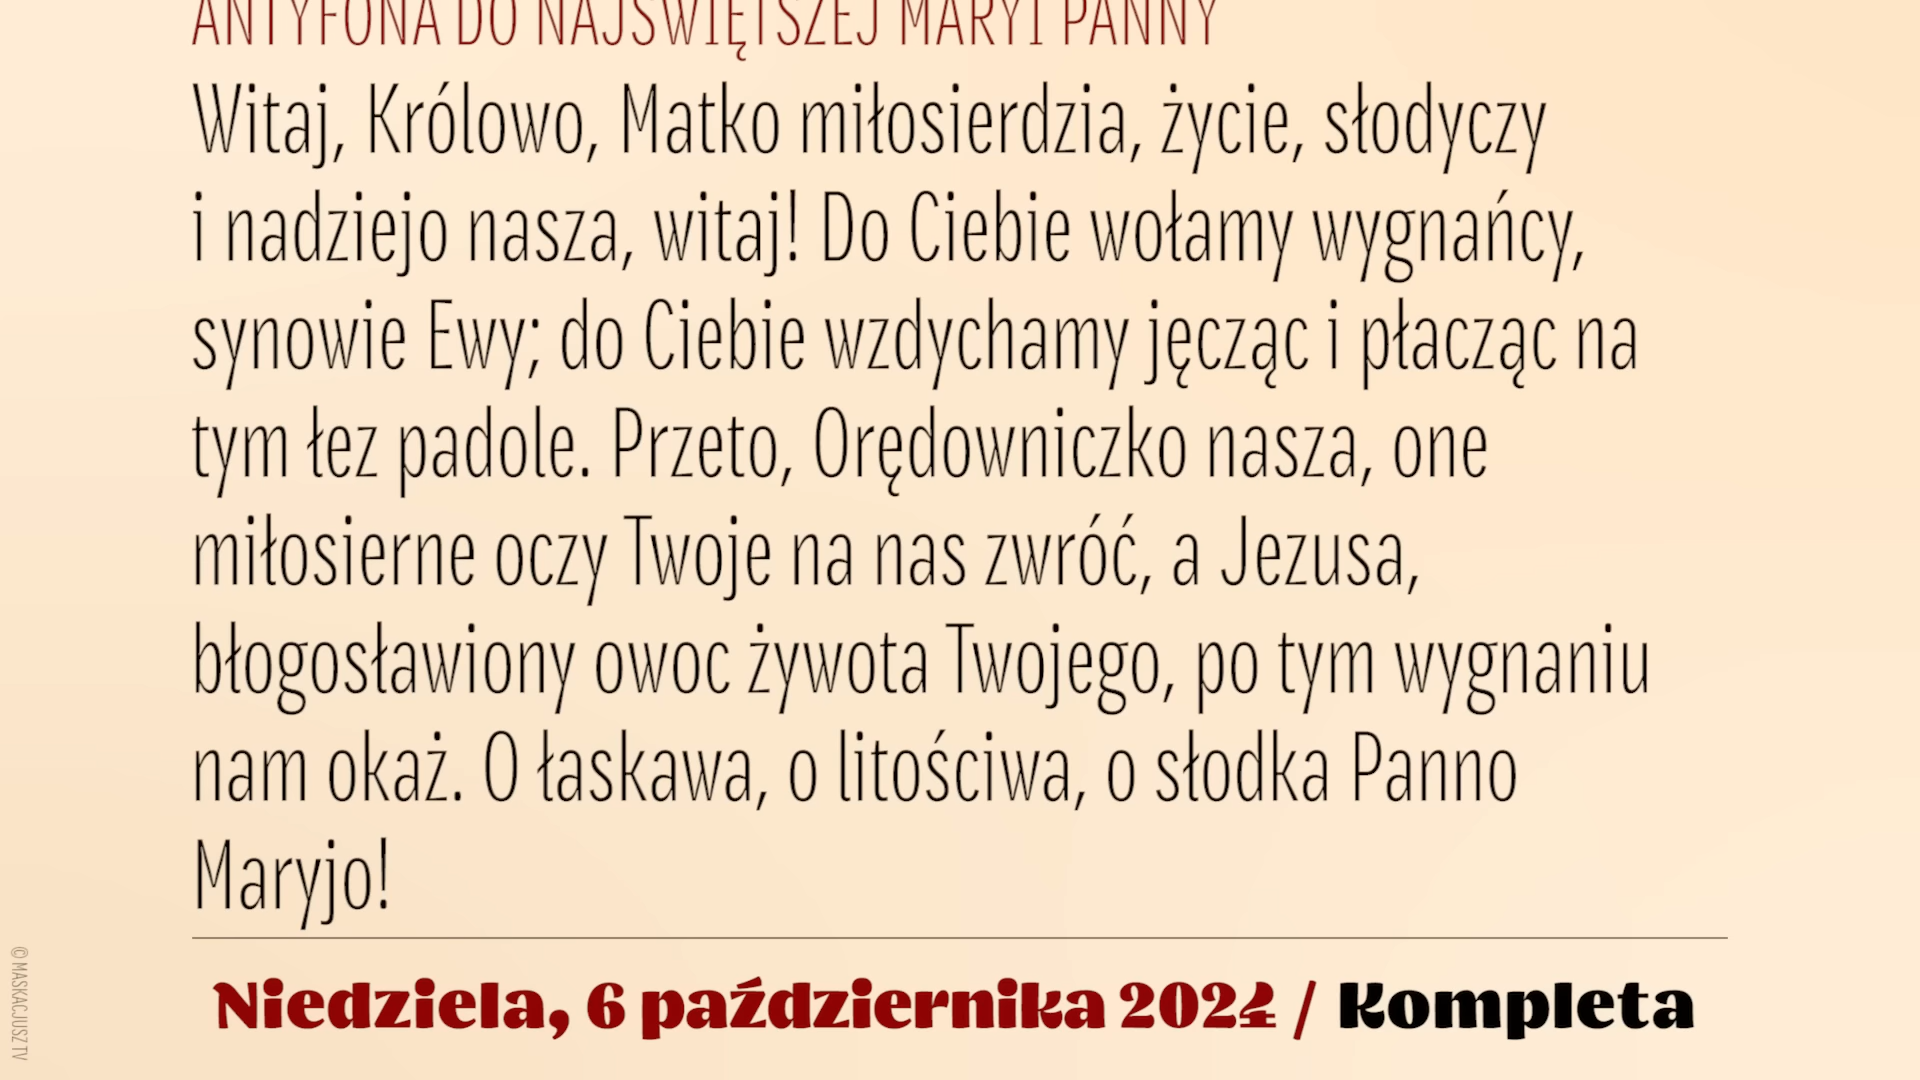 ANTYFONA DO NAJŚWIĘTSZEJ MARYI PANNY
Witaj, Królowo, Matko miłosierdzia, życie, słodyczy
i nadziejo nasza, witaj! Do Ciebie wołamy wygnańcy,
synowie Ewy; do Ciebie wzdychamy jęcząc i płacząc na
tym łez padole. Przeto, Orędowniczko nasza, one
miłosierne oczy Twoje na nas zwróć, a Jezusa,
błogosławiony owoc żywota Twojego, po tym wygnaniu
nam okaż. O łaskawa, o litościwa, o słodka Panno
Maryjo!
Niedziela, 6 października 2024 / Kompleta
© MASKACJUSZ TV